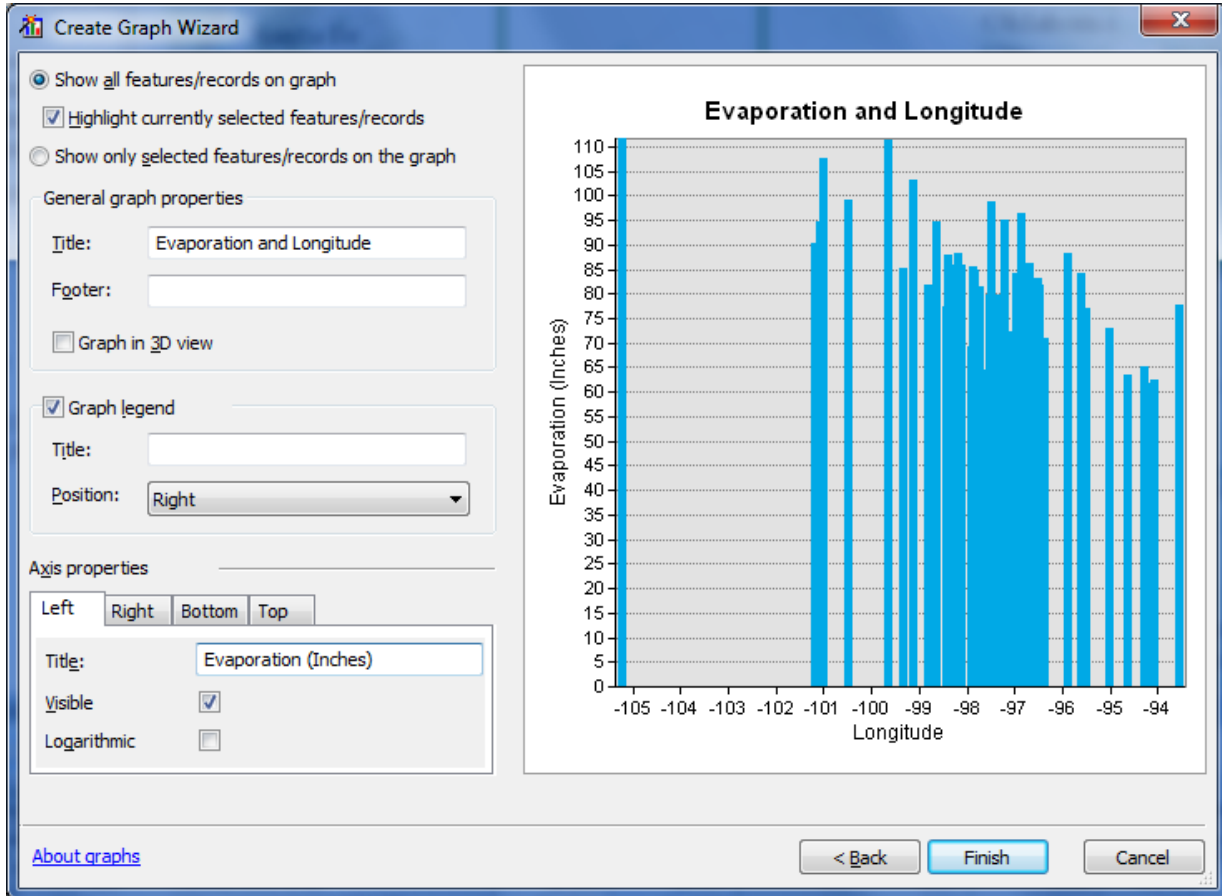 Create Graph Wizard
Show all features/records on graph
Highlight currently selected features/records
Show only selected features/records on the graph
General graph properties
Title: Evaporation and Longitude
Footer:
Graph in 3D view
Graph legend
Title:
Position: Right
Axis properties
Left Right Bottom Top
Title: Evaporation (Inches)
Visible
Logarithmic
Evaporation and Longitude
110
105
100
95
90
85
80
75
70
65
60
55
50
45
40
35
30
25
20
15
10
5
0
Evaporation (Inches)
-105 -104 -103 -102 -101 -100 -99 -98 -97 -96 -95 -94
Longitude
About graphs
< Back Finish Cancel